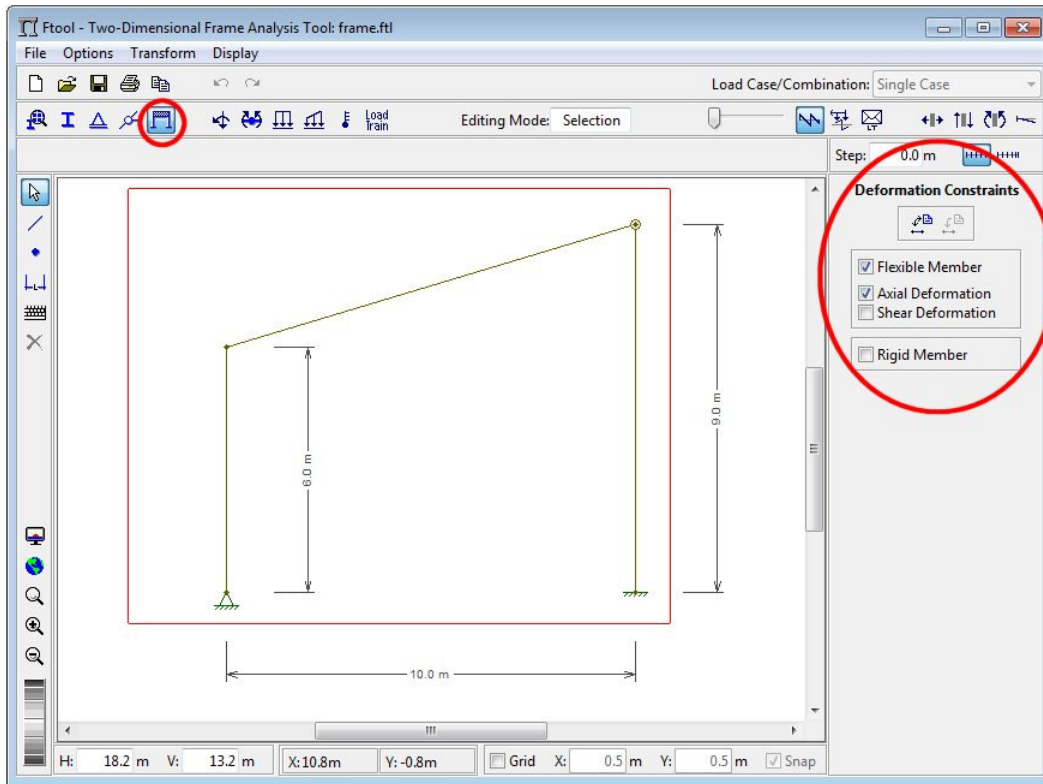 Ftool - Two-Dimensional Frame Analysis Tool: frame.ftl
File Options Transform Display
Load Case/Combination: Single Case
Load Train
Editing Mode: Selection
LT
Step: 0.0 m
Deformation Constraints
Flexible Member
Axial Deformation
Shear Deformation
Rigid Member
L
6.0 m
9.0 m
10.0 m
H: 18.2 m V: 13.2 m X:10.8m Y: -0.8m Grid X: 0.5 m Y: 0.5 m Snap